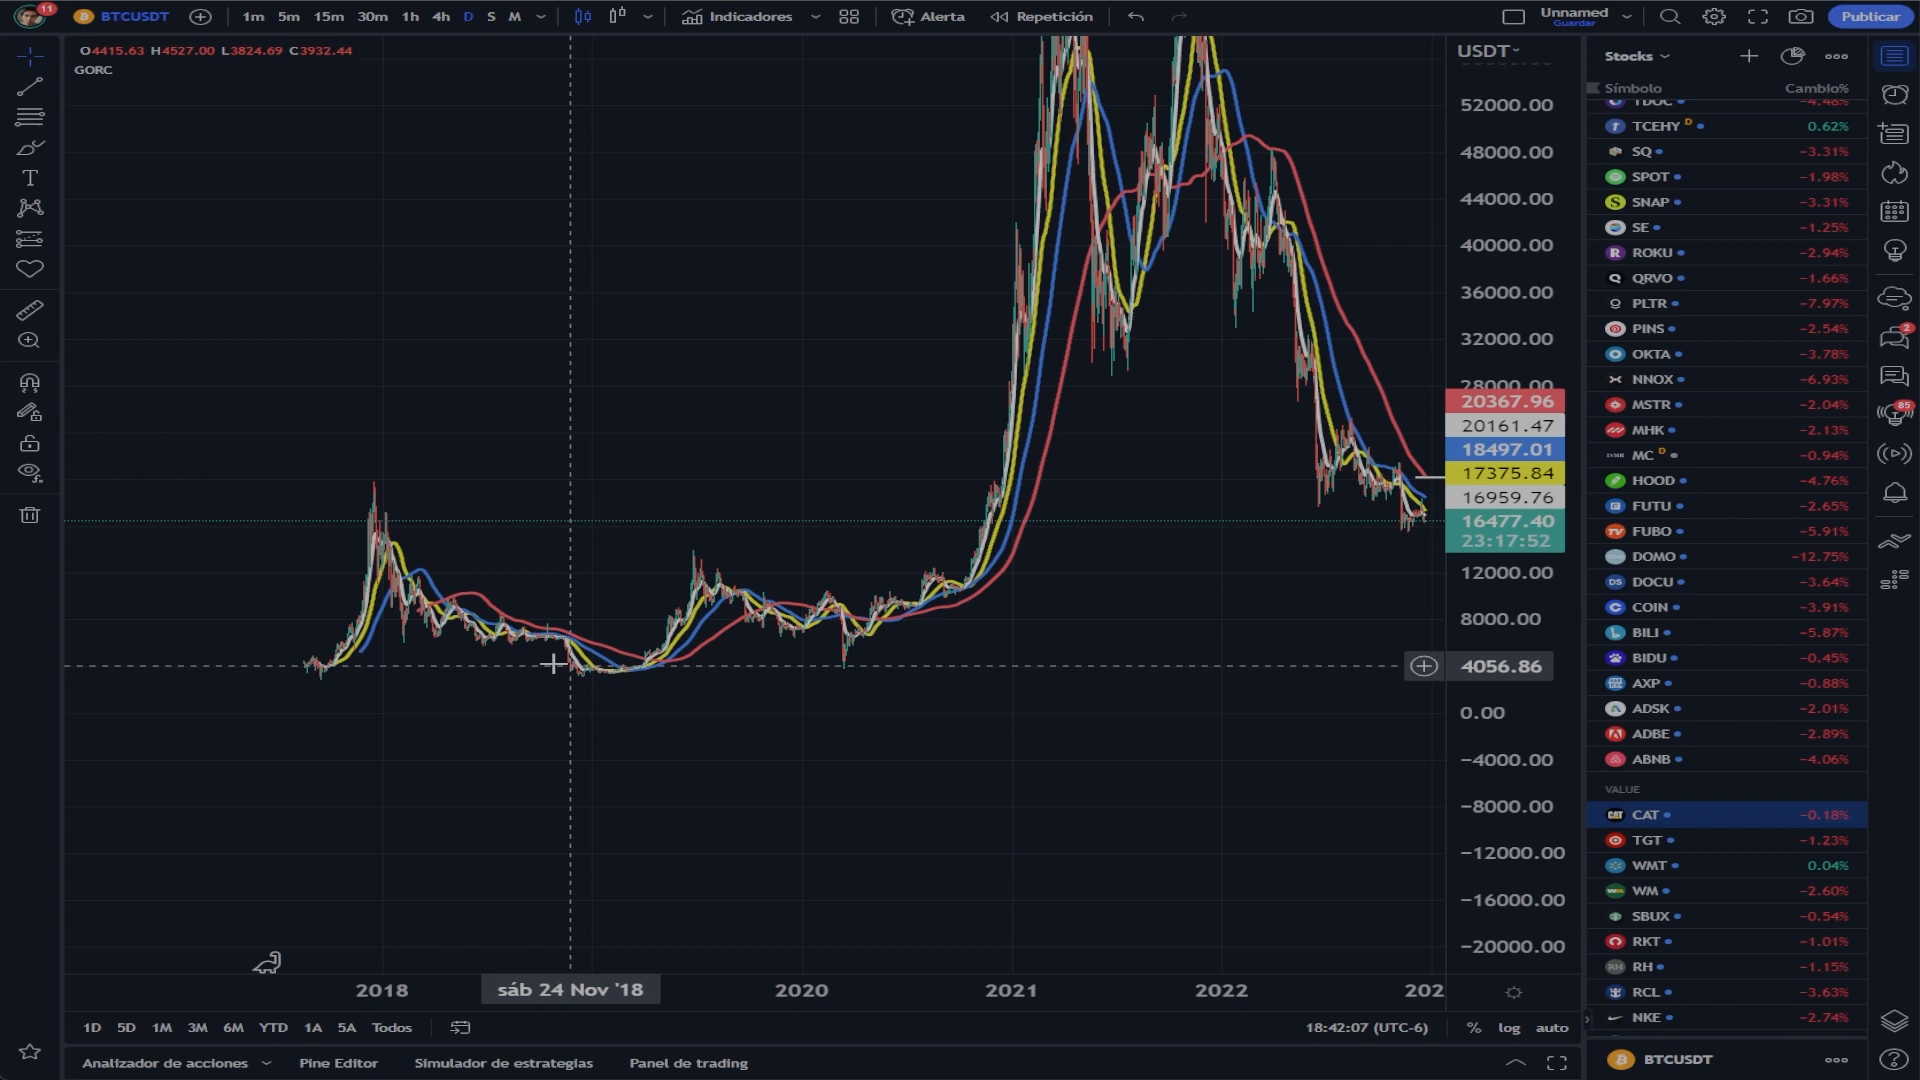 11
BTCUSDT
1m 5m 15m 30m 1h 4h D S M
Indicadores
Alerta
Repetición
Unnamed
Guardar
Publicar
O4415.63 H4527.00 L3824.69 C3932.44
GORC
USDT
52000.00
48000.00
44000.00
40000.00
36000.00
32000.00
28000.00
20367.96
20161.47
18497.01
17375.84
16959.76
16477.40
23:17:52
12000.00
8000.00
4056.86
0.00
−4000.00
−8000.00
−12000.00
−16000.00
−20000.00
2018 sáb 24 Nov '18 2020 2021 2022 202
1D 5D 1M 3M 6M YTD 1A 5A Todos
18:42:07 (UTC-6) % log auto
Analizador de acciones Pine Editor Simulador de estrategias Panel de trading
Stocks
Símbolo Cambio%
TDOC −4.48%
TCEHY D 0.62%
SQ −3.31%
SPOT −1.98%
SNAP −3.31%
SE −1.25%
ROKU −2.94%
QRVO −1.66%
PLTR −7.97%
PINS −2.54%
OKTA −3.78%
NNOX −6.93%
MSTR −2.04%
MHK −2.13%
MC D −0.94%
HOOD −4.76%
FUTU −2.65%
FUBO −5.91%
DOMO −12.75%
DOCU −3.64%
COIN −3.91%
BILI −5.87%
BIDU −0.45%
AXP −0.88%
ADSK −2.01%
ADBE −2.89%
ABNB −4.06%
VALUE
CAT −0.18%
TGT −1.23%
WMT 0.04%
WM −2.60%
SBUX −0.54%
RKT −1.01%
RH −1.15%
RCL −3.63%
NKE −2.74%
BTCUSDT
2
85